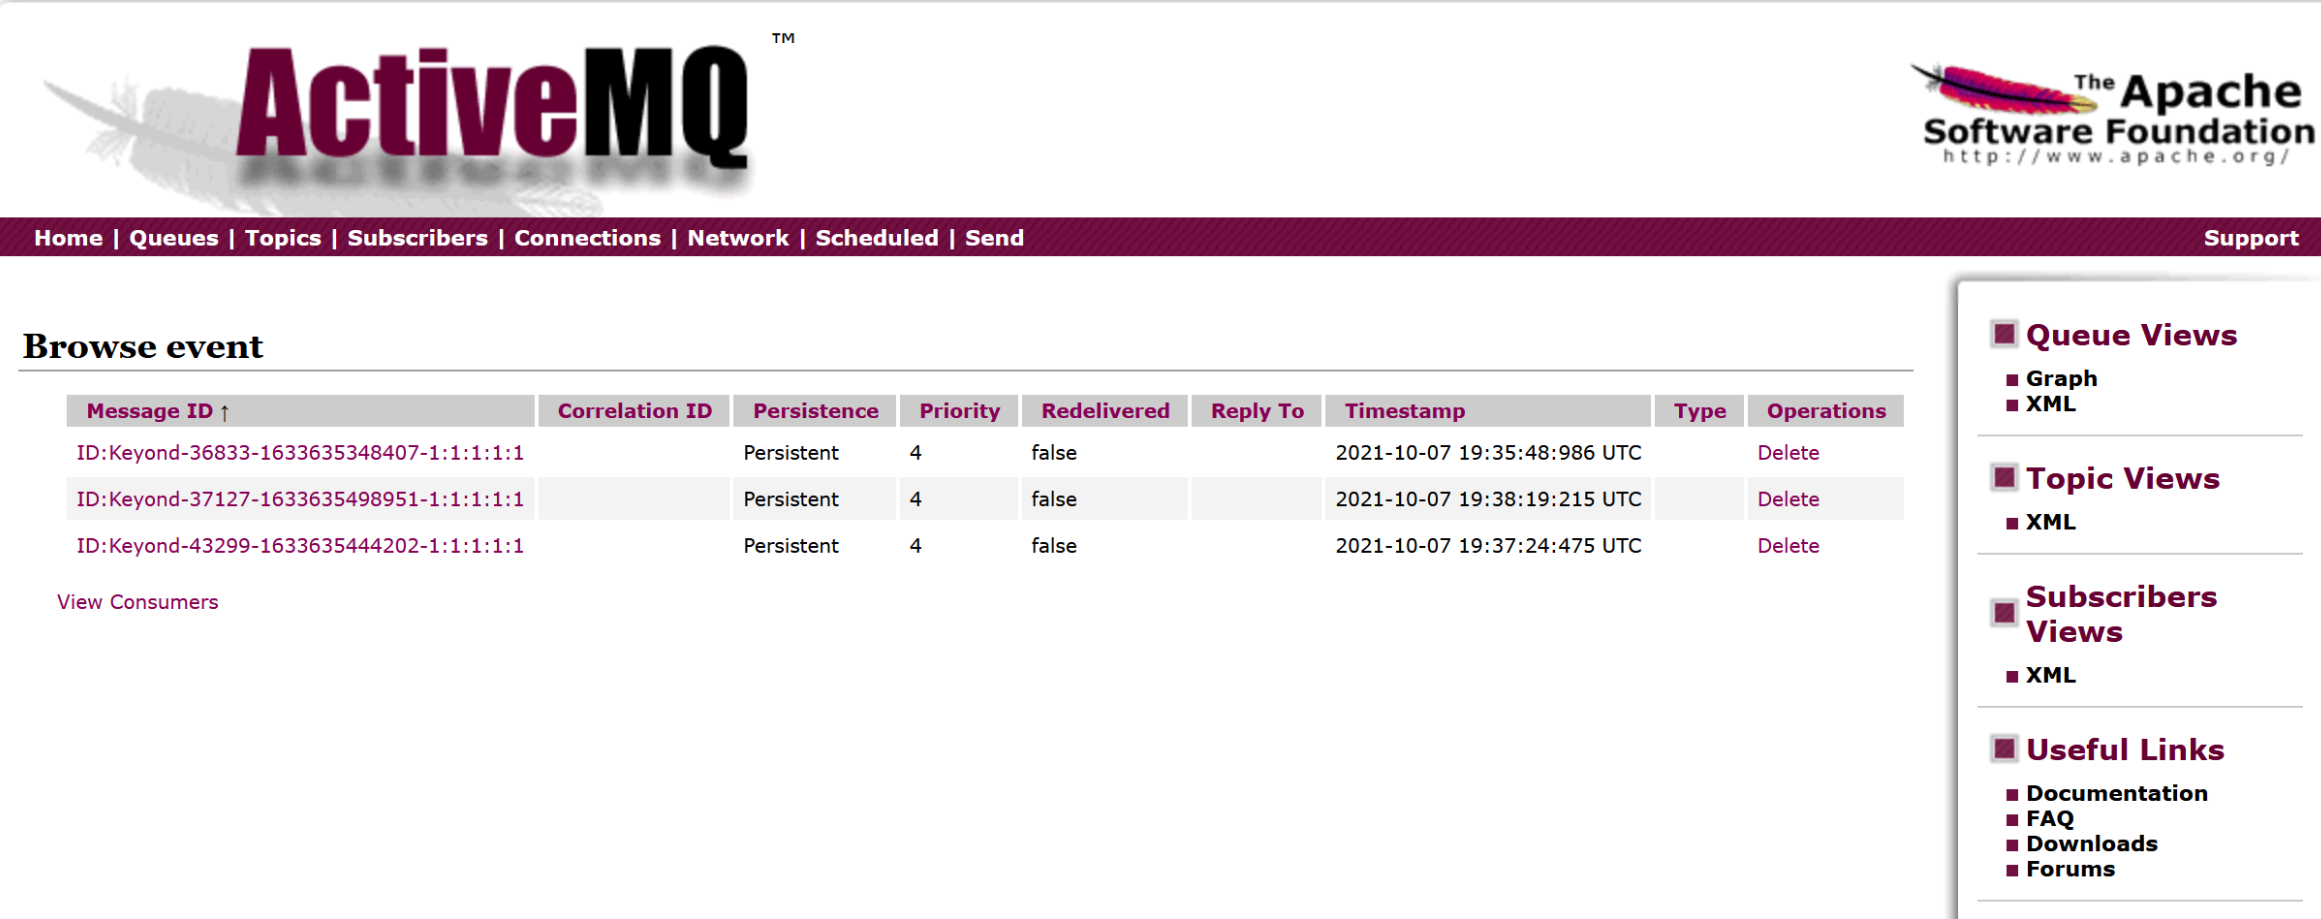 ActiveMQ ™
The Apache
Software Foundation
http://www.apache.org/
Home | Queues | Topics | Subscribers | Connections | Network | Scheduled | Send
Support
Browse event
Message ID ↑ Correlation ID Persistence Priority Redelivered Reply To Timestamp Type Operations
ID:Keyond-36833-1633635348407-1:1:1:1:1 Persistent 4 false 2021-10-07 19:35:48:986 UTC Delete
ID:Keyond-37127-1633635498951-1:1:1:1:1 Persistent 4 false 2021-10-07 19:38:19:215 UTC Delete
ID:Keyond-43299-1633635444202-1:1:1:1:1 Persistent 4 false 2021-10-07 19:37:24:475 UTC Delete
View Consumers
Queue Views
Graph
XML
Topic Views
XML
Subscribers
Views
XML
Useful Links
Documentation
FAQ
Downloads
Forums